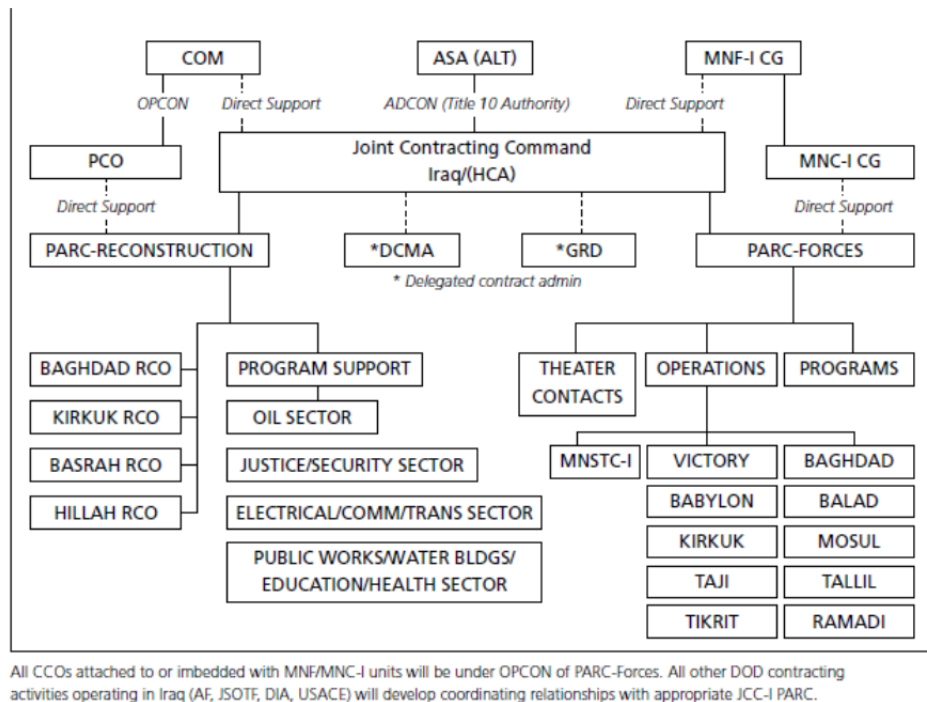 COM
ASA (ALT)
MNF-I CG
OPCON
Direct Support
ADCON (Title 10 Authority)
Direct Support
PCO
Joint Contracting Command
Iraq/(HCA)
MNC-I CG
Direct Support
Direct Support
PARC-RECONSTRUCTION
*DCMA
*GRD
PARC-FORCES
* Delegated contract admin
BAGHDAD RCO
PROGRAM SUPPORT
THEATER
CONTACTS
OPERATIONS
PROGRAMS
KIRKUK RCO
OIL SECTOR
BASRAH RCO
JUSTICE/SECURITY SECTOR
MNSTC-I
VICTORY
BAGHDAD
HILLAH RCO
ELECTRICAL/COMM/TRANS SECTOR
BABYLON
BALAD
PUBLIC WORKS/WATER BLDGS/
EDUCATION/HEALTH SECTOR
KIRKUK
MOSUL
TAJI
TALLIL
TIKRIT
RAMADI
All CCOs attached to or imbedded with MNF/MNC-I units will be under OPCON of PARC-Forces. All other DOD contracting
activities operating in Iraq (AF, JSOTF, DIA, USACE) will develop coordinating relationships with appropriate JCC-I PARC.